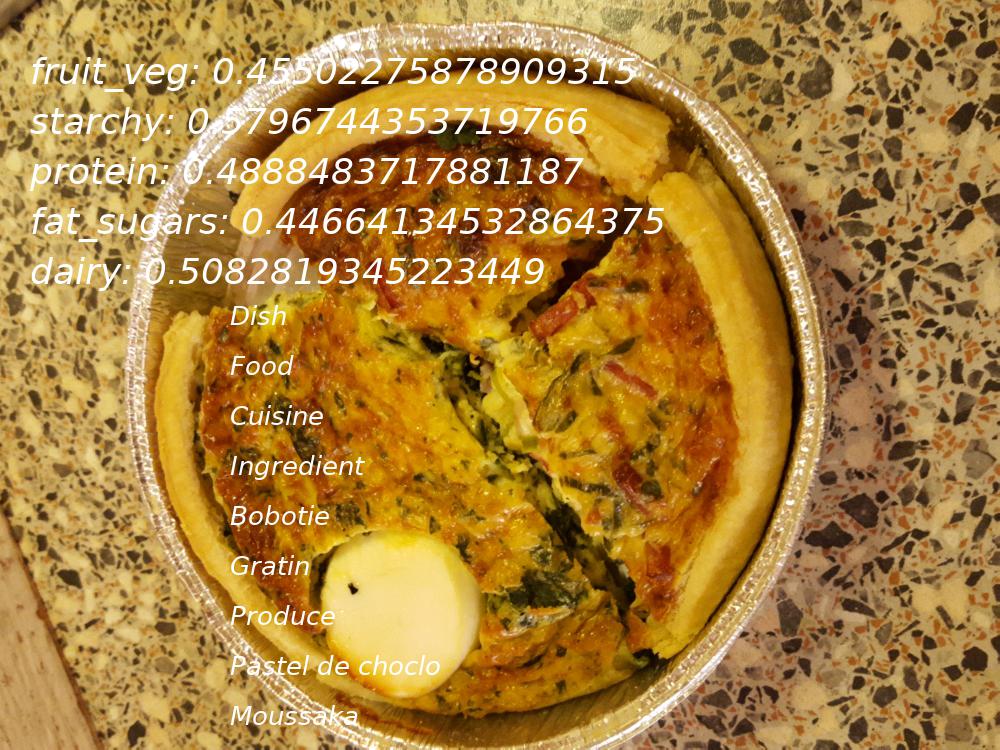 fruit_veg: 0.45502275878909315
starchy: 0.5796744353719766
protein: 0.4888483717881187
fat_sugars: 0.44664134532864375
dairy: 0.5082819345223449
Dish
Food
Cuisine
Ingredient
Bobotie
Gratin
Produce
Pastel de choclo
Moussaka